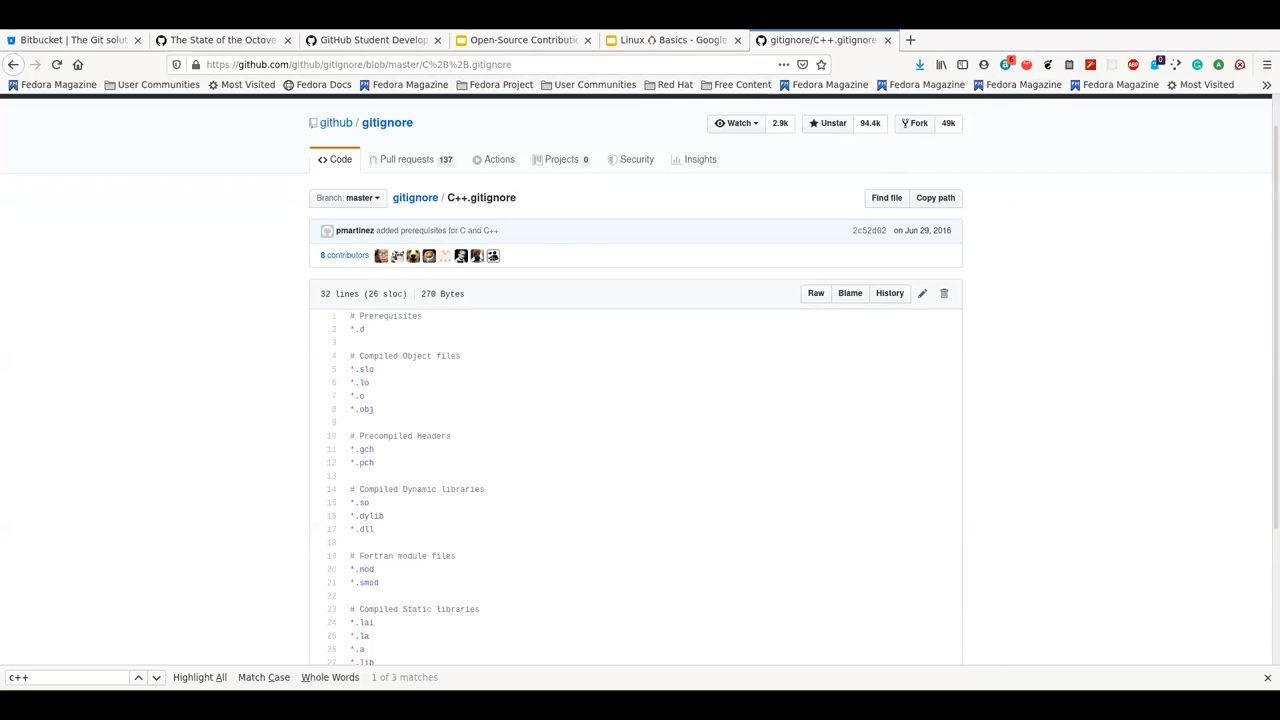 Bitbucket | The Git solut
The State of the Octove
GitHub Student Develop
Open-Source Contributi
Linux Basics - Google
gitignore/C++.gitignore
https://github.com/github/gitignore/blob/master/C%2B%2B.gitignore
6
0
Fedora Magazine
User Communities
Most Visited
Fedora Docs
Fedora Magazine
Fedora Project
User Communities
Red Hat
Free Content
Fedora Magazine
Fedora Magazine
Fedora Magazine
Fedora Magazine
Most Visited
github / gitignore
Watch 2.9k
Unstar 94.4k
Fork 49k
Code
Pull requests 137
Actions
Projects 0
Security
Insights
Branch: master
gitignore / C++.gitignore
Find file
Copy path
pmartinez added prerequisites for C and C++
2c52d02 on Jun 29, 2016
8 contributors
32 lines (26 sloc) 270 Bytes
Raw
Blame
History
1 # Prerequisites
2 *.d
3
4 # Compiled Object files
5 *.slo
6 *.lo
7 *.o
8 *.obj
9
10 # Precompiled Headers
11 *.gch
12 *.pch
13
14 # Compiled Dynamic libraries
15 *.so
16 *.dylib
17 *.dll
18
19 # Fortran module files
20 *.mod
21 *.smod
22
23 # Compiled Static libraries
24 *.lai
25 *.la
26 *.a
27 *.lib
c++
Highlight All
Match Case
Whole Words
1 of 3 matches